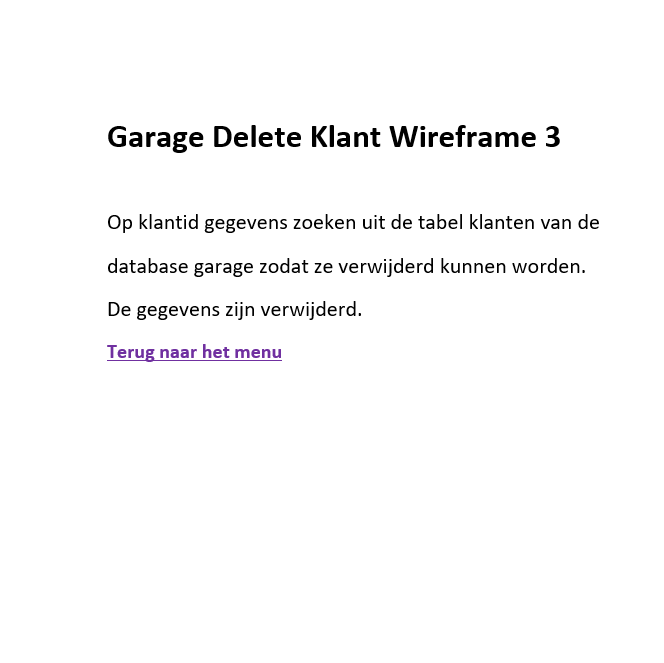 Garage Delete Klant Wireframe 3
Op klantid gegevens zoeken uit de tabel klanten van de
database garage zodat ze verwijderd kunnen worden.
De gegevens zijn verwijderd.
Terug naar het menu